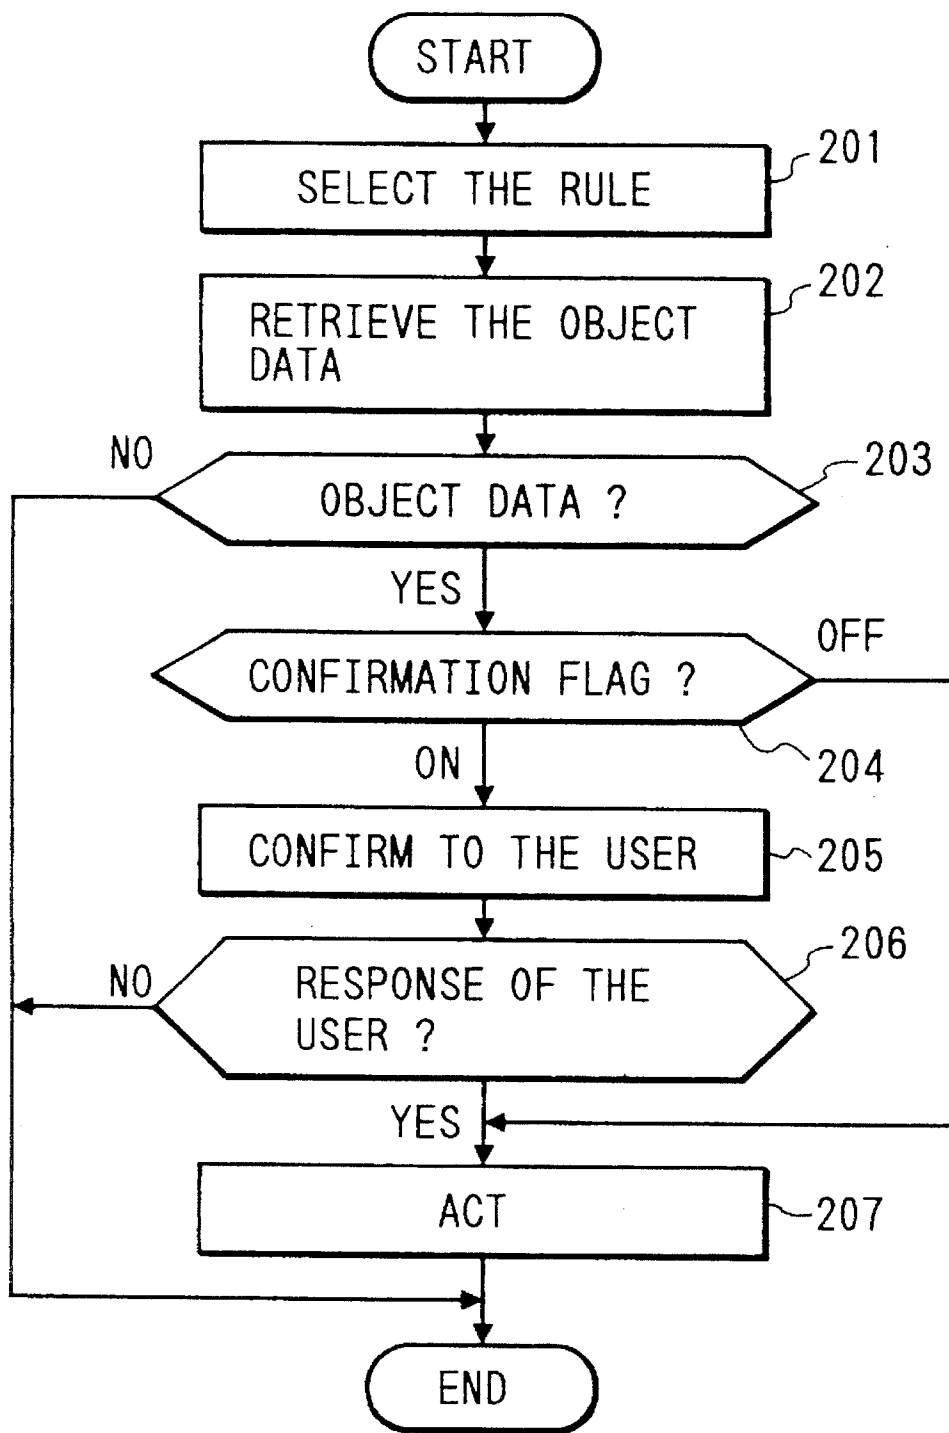 START
201
SELECT THE RULE
202
RETRIEVE THE OBJECT
DATA
NO
203
OBJECT DATA ?
YES
OFF
CONFIRMATION FLAG ?
ON
204
CONFIRM TO THE USER
205
206
NO
RESPONSE OF THE
USER ?
YES
ACT
207
END